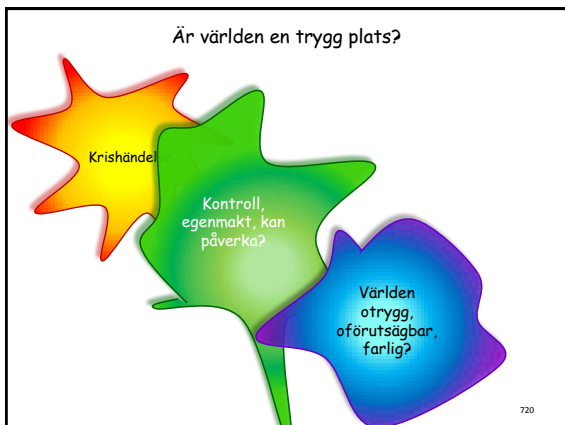 Är världen en trygg plats?
Krishändel
Kontroll,
egenmakt, kan
påverka?
Världen
otrygg,
oförutsägbar,
farlig?
720